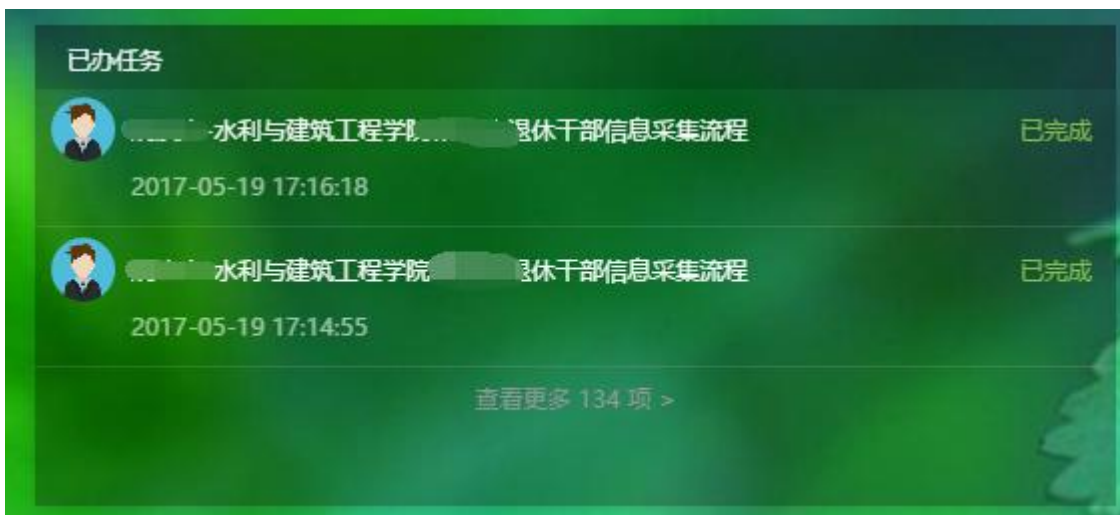 已办任务
-水利与建筑工程学院 退休干部信息采集流程
已完成
2017-05-19 17:16:18
水利与建筑工程学院 休干部信息采集流程
已完成
2017-05-19 17:14:55
查看更多 134 项 >